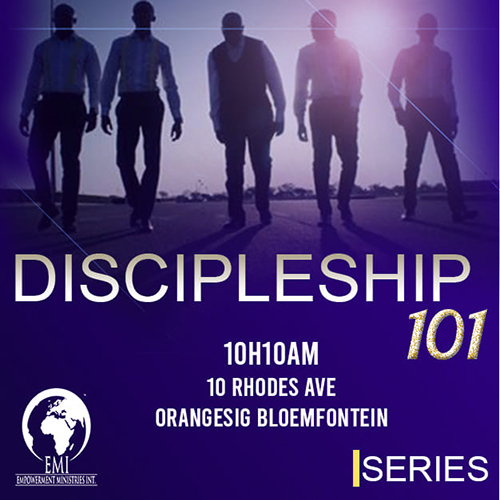 DISCIPLESHIP
101
10H10AM
10 RHODES AVE
ORANGESIG BLOEMFONTEIN
EMI
EMPOWERMENT MINISTRIES INT.
SERIES